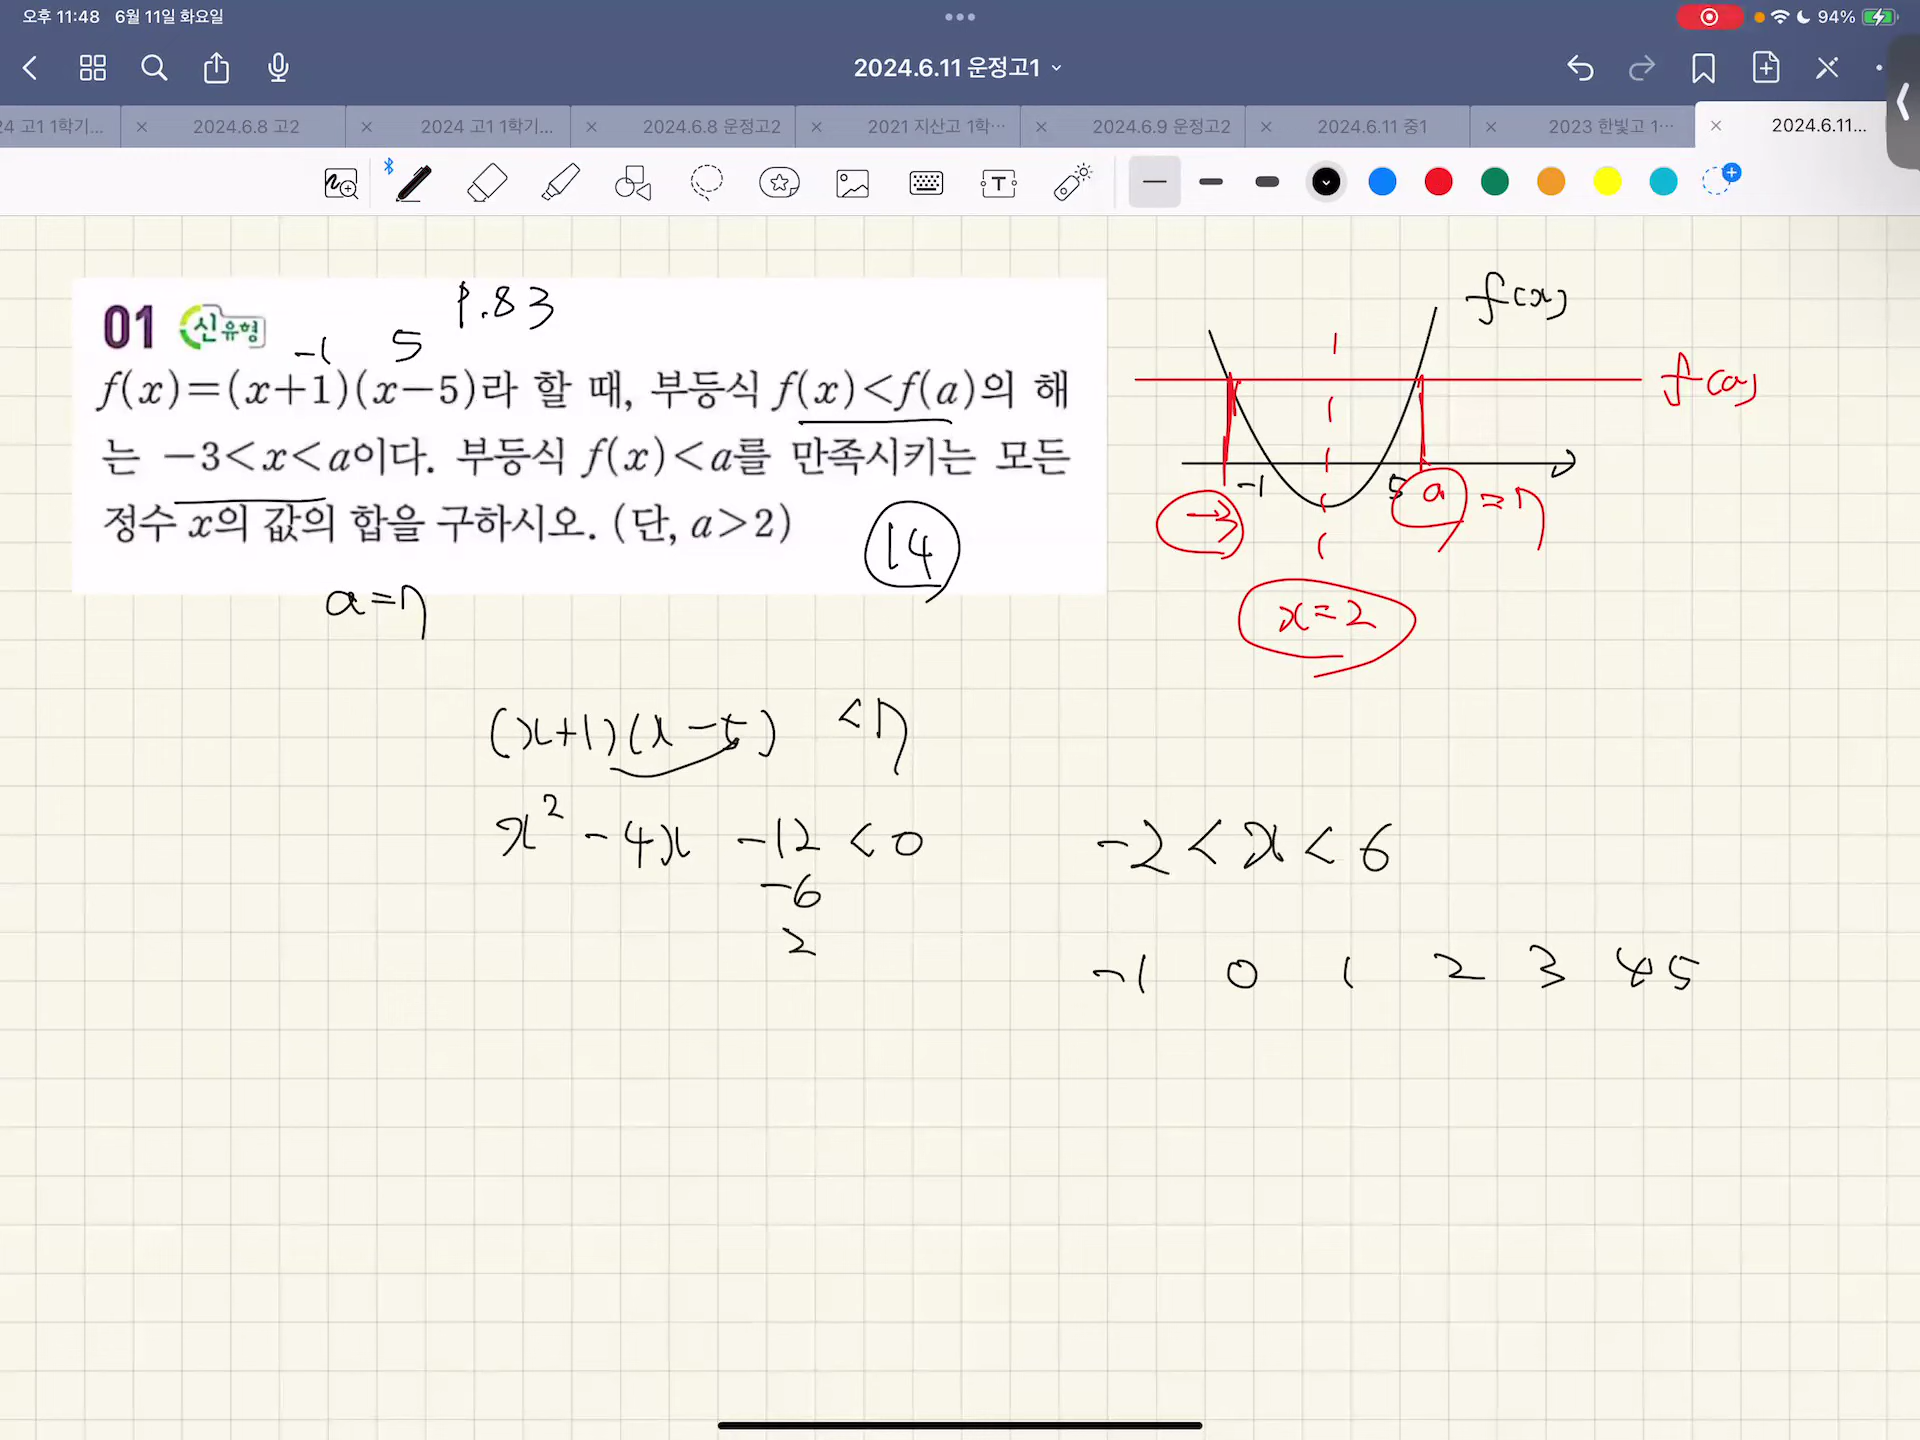 오후 11:48 6월 11일 화요일
94%
2024.6.11 운정고1
24 고1 1학기...
2024.6.8 고2
2024 고1 1학기...
2024.6.8 운정고2
2021 지산고 1학...
2024.6.9 운정고2
2024.6.11 중1
2023 한빛고 1...
2024.6.11...
p.83
01 신유형
-1 5
f(x)=(x+1)(x-5)라 할 때, 부등식 f(x)<f(a)의 해
는 -3<x<a이다. 부등식 f(x)<a를 만족시키는 모든
정수 x의 값의 합을 구하시오. (단, a>2)
14
a=7
f(x)
f(a)
-1 5
-3 a =7
x=2
(x+1)(x-5) <7
x² -4x -12 <0
-6
2
-2<x<6
-1 0 1 2 3 4 5